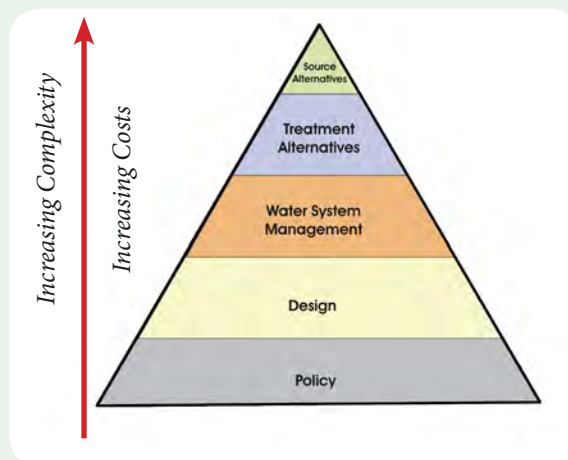 Increasing Complexity
Increasing Costs
Source
Alternatives
Treatment
Alternatives
Water System
Management
Design
Policy